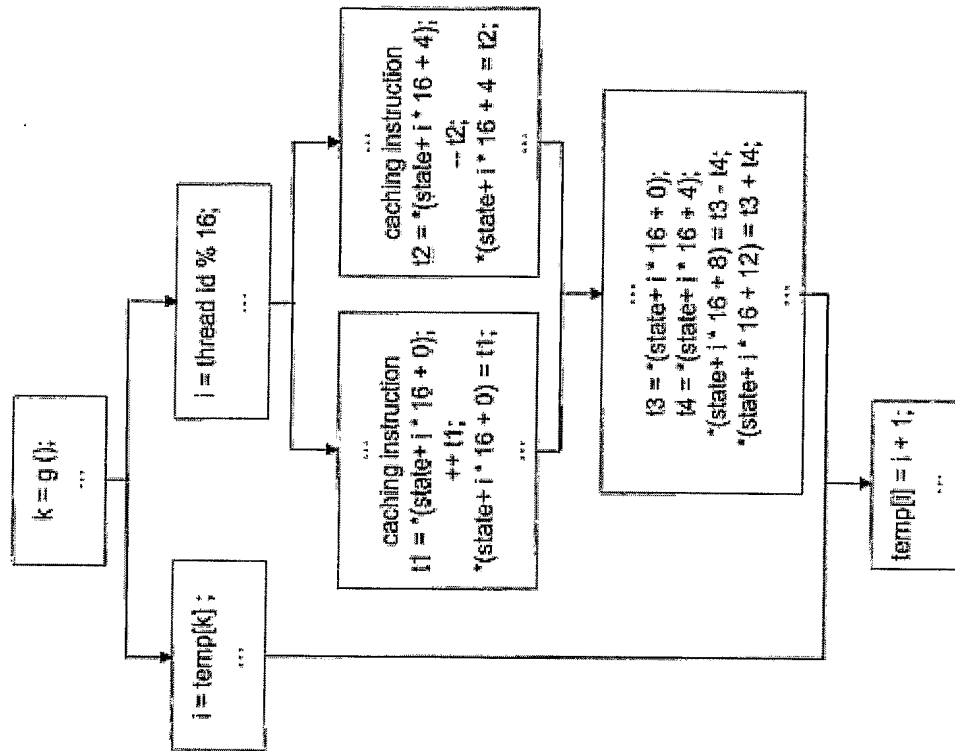 k = g ();
...
i = temp[k] ;
...
i = thread id % 16;
...
...
caching instruction
t1 = *(state+ i * 16 + 0);
++ t1;
*(state+ i * 16 + 0) = t1;
...
...
caching instruction
t2 = *(state+ i * 16 + 4);
-- t2;
*(state+ i * 16 + 4 = t2;
...
...
t3 = *(state+ i * 16 + 0);
t4 = *(state+ i * 16 + 4);
*(state+ i * 16 + 8) = t3 - t4;
*(state+ i * 16 + 12) = t3 + t4;
...
temp[i] = i + 1;
...